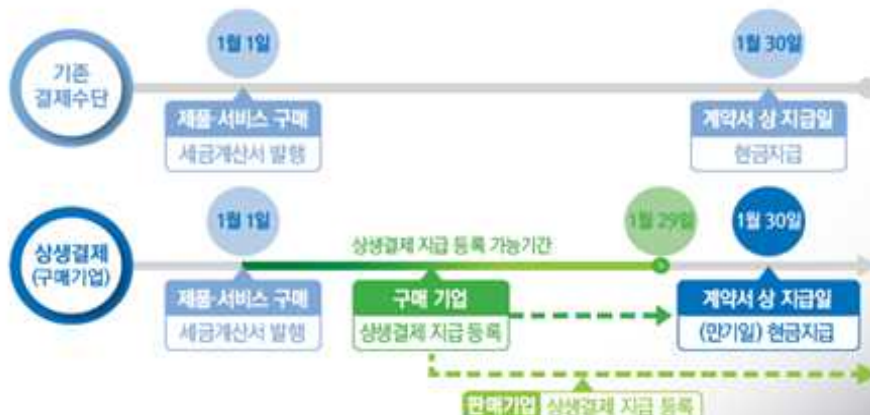 1월 1일
1월 30일
기존
결제수단
제품·서비스 구매
세금계산서 발행
계약서 상 지급일
현금지급
1월 1일
1월 29일
1월 30일
상생결제 지급 등록 가능기간
상생결제
(구매기업)
제품·서비스 구매
세금계산서 발행
구매 기업
상생결제 지급 등록
계약서 상 지급일
(만기일) 현금지급
판매기업 상생결제 지급 등록